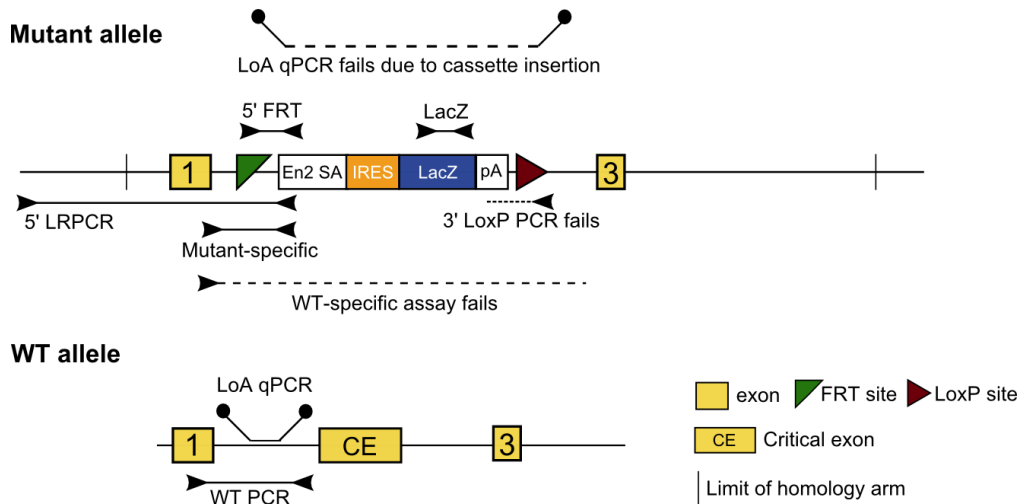 Mutant allele
LoA qPCR fails due to cassette insertion
5' FRT
LacZ
1
En2 SA
IRES
LacZ
pA
3
5' LRPCR
3' LoxP PCR fails
Mutant-specific
WT-specific assay fails
WT allele
LoA qPCR
1
CE
3
WT PCR
exon
FRT site
LoxP site
CE
Critical exon
Limit of homology arm